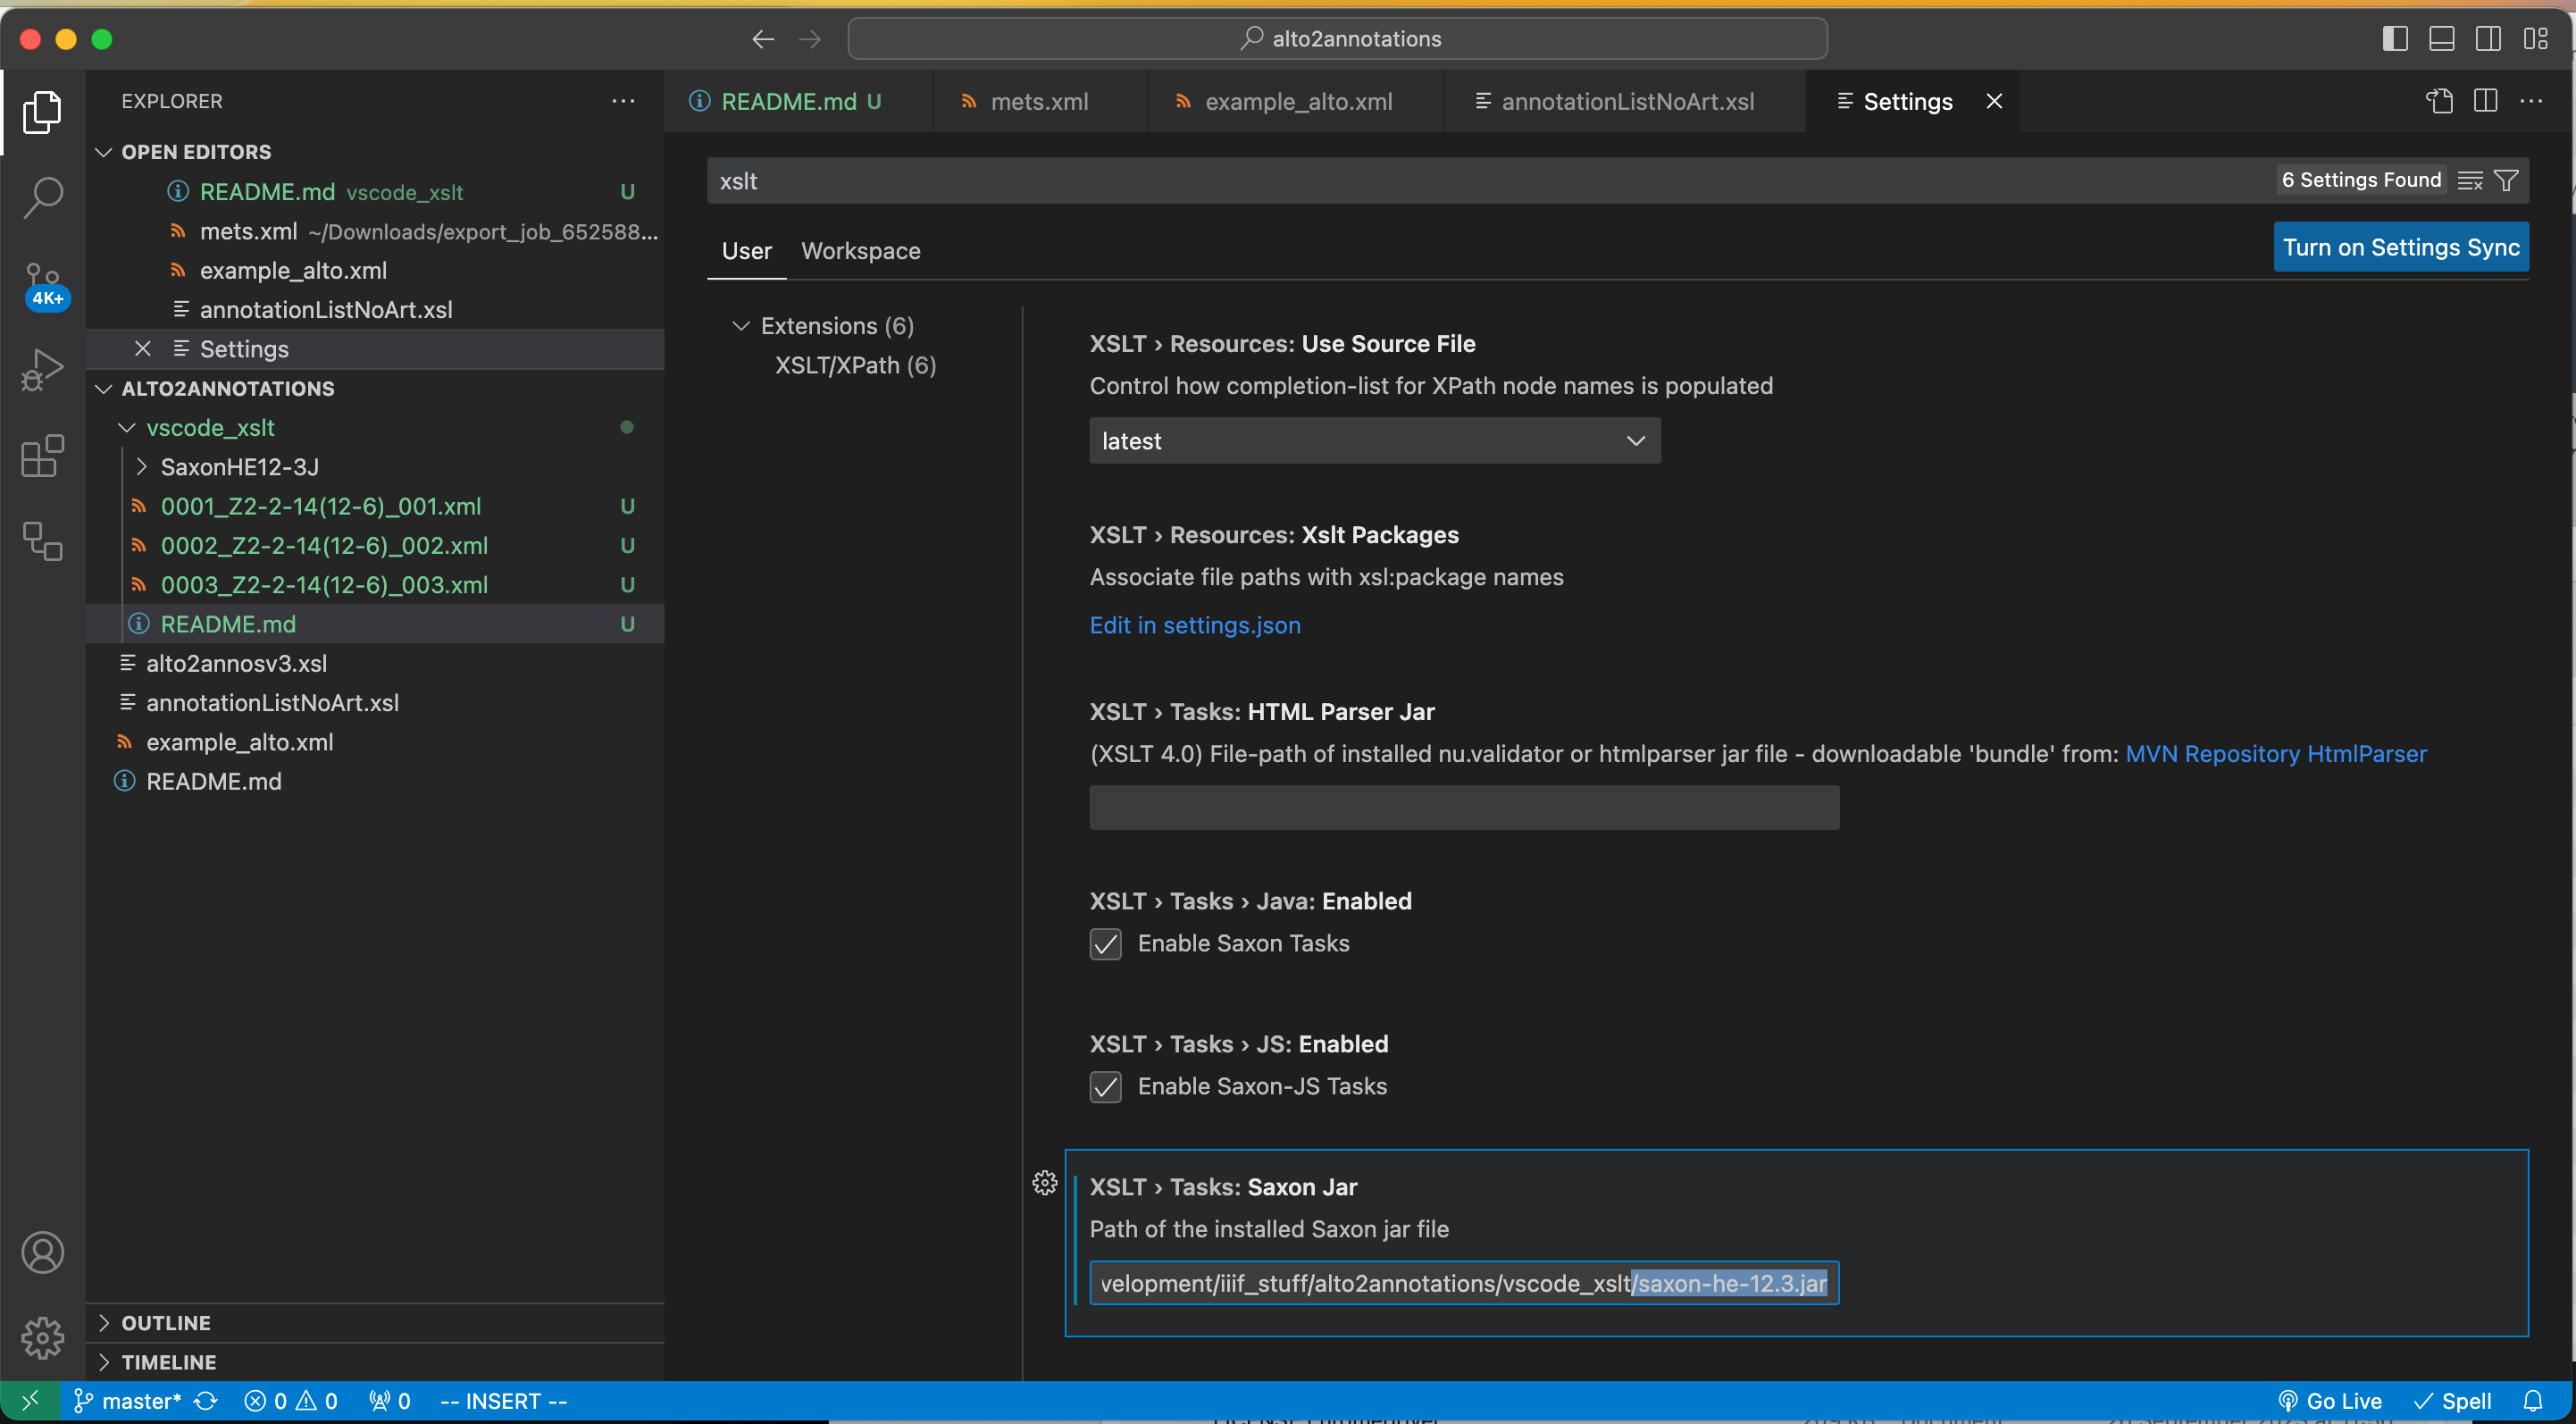 alto2annotations
EXPLORER
README.md U
mets.xml
example_alto.xml
annotationListNoArt.xsl
Settings
OPEN EDITORS
README.md vscode_xslt U
mets.xml ~/Downloads/export_job_652588...
example_alto.xml
annotationListNoArt.xsl
Settings
ALTO2ANNOTATIONS
vscode_xslt
SaxonHE12-3J
0001_Z2-2-14(12-6)_001.xml U
0002_Z2-2-14(12-6)_002.xml U
0003_Z2-2-14(12-6)_003.xml U
README.md U
alto2annosv3.xsl
annotationListNoArt.xsl
example_alto.xml
README.md
OUTLINE
TIMELINE
4K+
xslt
6 Settings Found
User Workspace
Turn on Settings Sync
Extensions (6)
XSLT/XPath (6)
XSLT › Resources: Use Source File
Control how completion-list for XPath node names is populated
latest
XSLT › Resources: Xslt Packages
Associate file paths with xsl:package names
Edit in settings.json
XSLT › Tasks: HTML Parser Jar
(XSLT 4.0) File-path of installed nu.validator or htmlparser jar file - downloadable 'bundle' from: MVN Repository HtmlParser
XSLT › Tasks › Java: Enabled
Enable Saxon Tasks
XSLT › Tasks › JS: Enabled
Enable Saxon-JS Tasks
XSLT › Tasks: Saxon Jar
Path of the installed Saxon jar file
velopment/iiif_stuff/alto2annotations/vscode_xslt/saxon-he-12.3.jar
master* 0 0 0 -- INSERT --
Go Live Spell